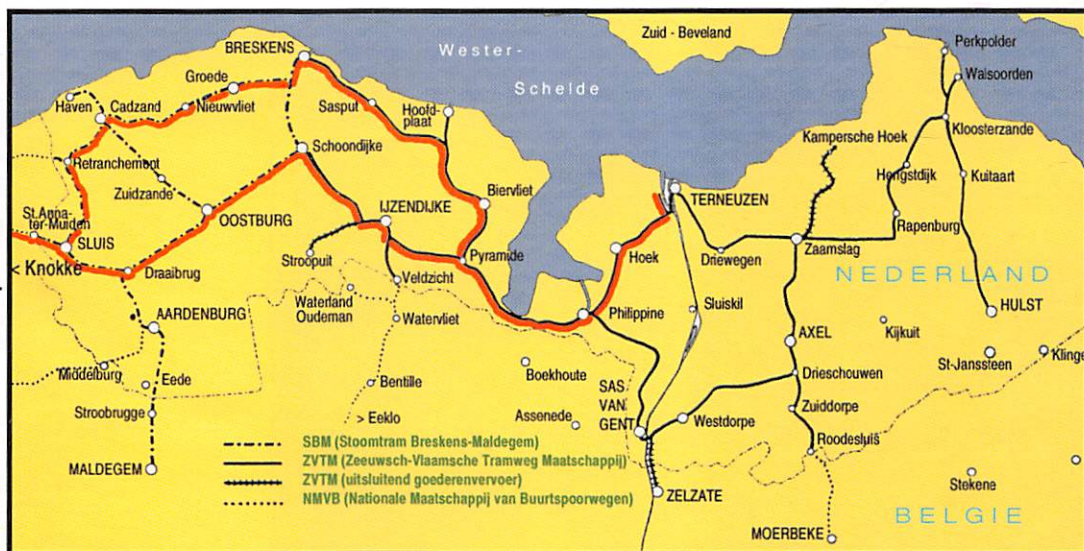 Zuid - Beveland
Wester-
Schelde
Perkpolder
Walsoorden
BRESKENS
Groede
Haven
Cadzand
Nieuwvliet
Sasput
Hoofd-
plaat
Kloosterzande
Kampersche Hoek
Schoondijke
Retranchement
Zuidzande
Hengstdijk
Kuitaart
Biervliet
TERNEUZEN
IJZENDIJKE
OOSTBURG
St.Anna-
ter-Muiden
SLUIS
Rapenburg
Zaamslag
Driewegen
Hoek
Pyramide
Stroopuit
< Knokke
Draaibrug
Veldzicht
NEDERLAND
Waterland
Oudeman
Watervliet
Philippine
Sluiskil
HULST
AARDENBURG
AXEL
Kijkuit
St-Janssteen
Klinge
Middelburg
Eede
Bentille
Boekhoute
Drieschouwen
SAS
VAN
GENT
Stroobrugge
> Eeklo
Assenede
Westdorpe
Zuiddorpe
Roodesluis
MALDEGEM
SBM (Stoomtram Breskens-Maldegem)
ZVTM (Zeeuwsch-Vlaamsche Tramweg Maatschappij)
ZVTM (uitsluitend goederenvervoer)
NMVB (Nationale Maatschappij van Buurtspoorwegen)
ZELZATE
Stekene
MOERBEKE
BELGIE